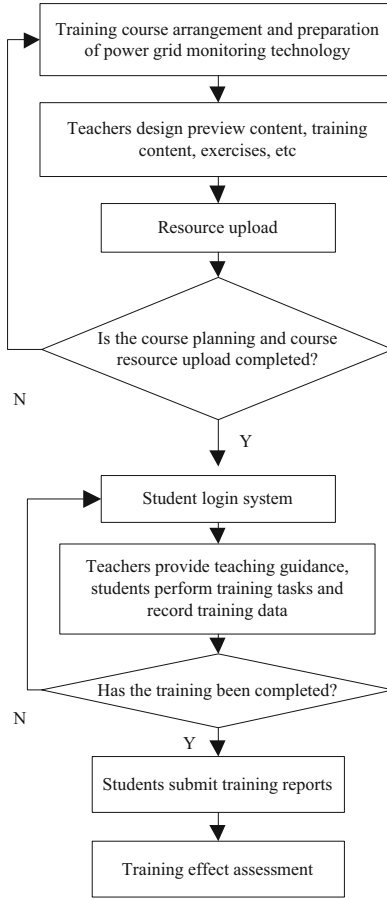 Training course arrangement and preparation
of power grid monitoring technology
Teachers design preview content, training
content, exercises, etc
Resource upload
Is the course planning and course
resource upload completed?
N
Y
Student login system
Teachers provide teaching guidance,
students perform training tasks and
record training data
Has the training been completed?
N
Y
Students submit training reports
Training effect assessment